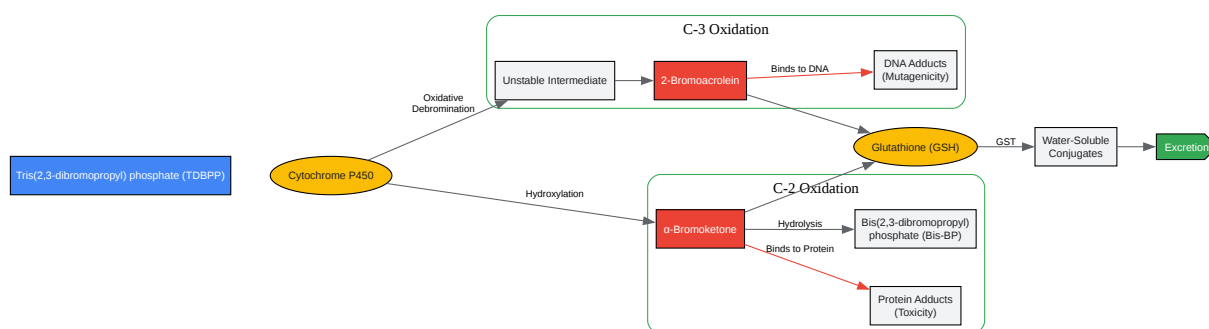 C-3 Oxidation
Unstable Intermediate
2-Bromoacrolein
Binds to DNA
DNA Adducts
(Mutagenicity)
Oxidative
Debromination
Tris(2,3-dibromopropyl) phosphate (TDBPP)
Cytochrome P450
Glutathione (GSH)
GST
Water-Soluble
Conjugates
Excretion
Hydroxylation
C-2 Oxidation
α-Bromoketone
Hydrolysis
Bis(2,3-dibromopropyl)
phosphate (Bis-BP)
Binds to Protein
Protein Adducts
(Toxicity)